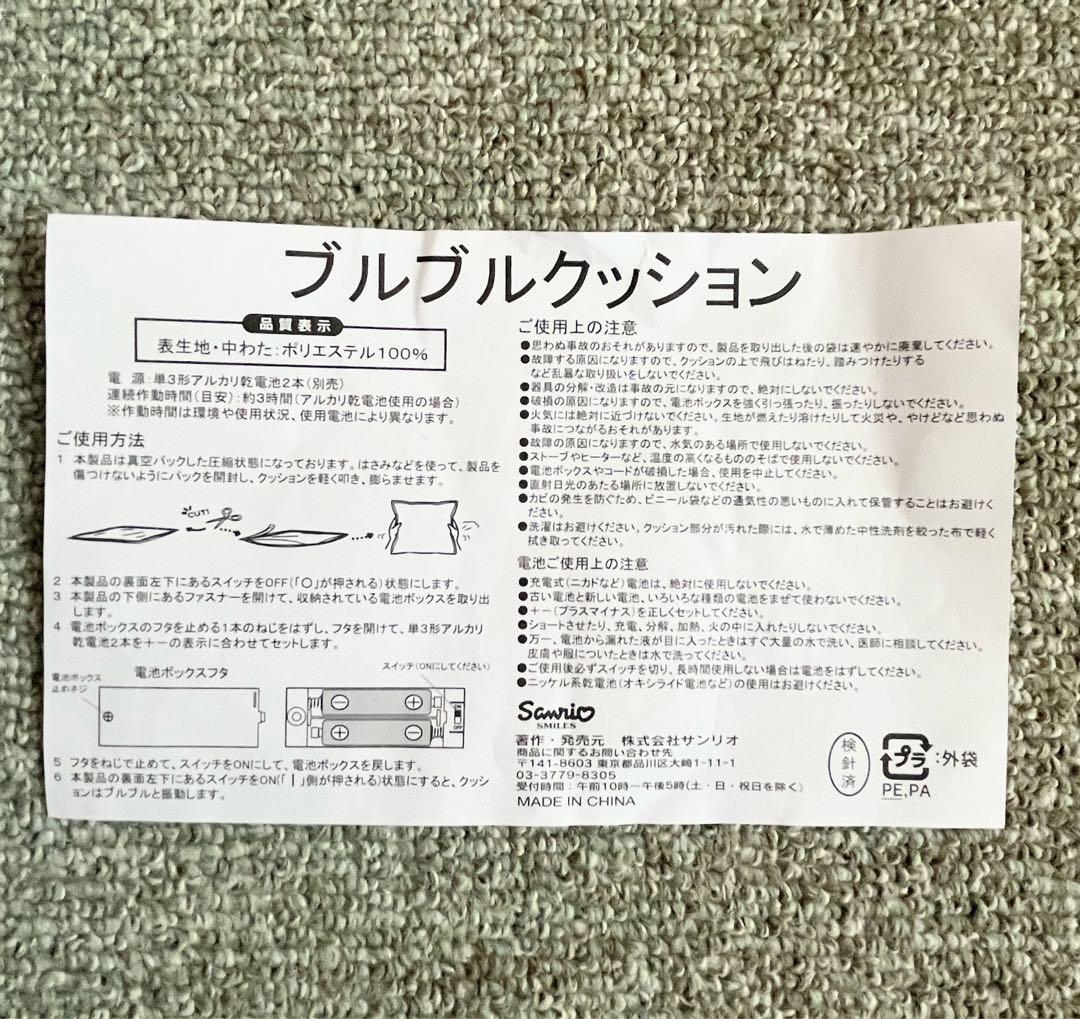 ブルブルクッション
品質表示
表生地・中わた：ポリエステル100%
電 源：単3形アルカリ乾電池2本（別売）
連続作動時間（目安）：約3時間（アルカリ乾電池使用の場合）
※作動時間は環境や使用状況、使用電池により異なります。
ご使用方法
1 本製品は真空パックした圧縮状態になっております。はさみなどを使って、製品を
傷つけないようにパックを開封し、クッションを軽く叩き、膨らませます。
CUT!
2 本製品の裏面左下にあるスイッチをOFF（「○」が押される）状態にします。
3 本製品の下側にあるファスナーを開けて、収納されている電池ボックスを取り出
します。
4 電池ボックスのフタを止める1本のねじをはずし、フタを開けて、単3形アルカリ
乾電池2本を＋－の表示に合わせてセットします。
電池ボックスフタ
スイッチ（ONにしてください）
電池ボックス
止めネジ
ON
OFF
5 フタをねじで止めて、スイッチをONにして、電池ボックスを戻します。
6 本製品の裏面左下にあるスイッチをON（「｜」側が押される）状態にすると、クッシ
ョンはブルブルと振動します。
ご使用上の注意
●思わぬ事故のおそれがありますので、製品を取り出した後の袋は速やかに廃棄してください。
●故障する原因になりますので、クッションの上で飛びはねたり、踏みつけたりする
など乱暴な取り扱いをしないでください。
●器具の分解・改造は事故の元になりますので、絶対にしないでください。
●破損の原因になりますので、電池ボックスを強く引っ張ったり、振ったりしないでください。
●火気には絶対に近づけないでください。生地が燃えたり溶けたりして火災や、やけどなど思わぬ
事故につながるおそれがあります。
●故障の原因になりますので、水気のある場所で使用しないでください。
●ストーブやヒーターなど、温度の高くなるもののそばで使用しないでください。
●電池ボックスやコードが破損した場合、使用を中止してください。
●直射日光のあたる場所に放置しないでください。
●カビの発生を防ぐため、ビニール袋などの通気性の悪いものに入れて保管することはお避けく
ださい。
●洗濯はお避けください。クッション部分が汚れた際には、水で薄めた中性洗剤を絞った布で軽く
拭き取ってください。
電池ご使用上の注意
●充電式（ニカドなど）電池は、絶対に使用しないでください。
●古い電池と新しい電池、いろいろな種類の電池をまぜて使わないでください。
●＋－（プラスマイナス）を正しくセットしてください。
●ショートさせたり、充電、分解、加熱、火の中に入れたりしないでください。
●万一、電池から漏れた液が目に入ったときはすぐ大量の水で洗い、医師に相談してください。
皮膚や服についたときは水で洗ってください。
●ご使用後必ずスイッチを切り、長時間使用しない場合は電池をはずしてください。
●ニッケル系乾電池（オキシライド電池など）の使用はお避けください。
Sanrio
SMILES
著作・発売元 株式会社サンリオ
商品に関するお問い合わせ先
〒141-8603 東京都品川区大崎1-11-1
03-3779-8305
受付時間：午前10時～午後5時（土・日・祝日を除く）
MADE IN CHINA
検針済
プラ：外袋
PE,PA